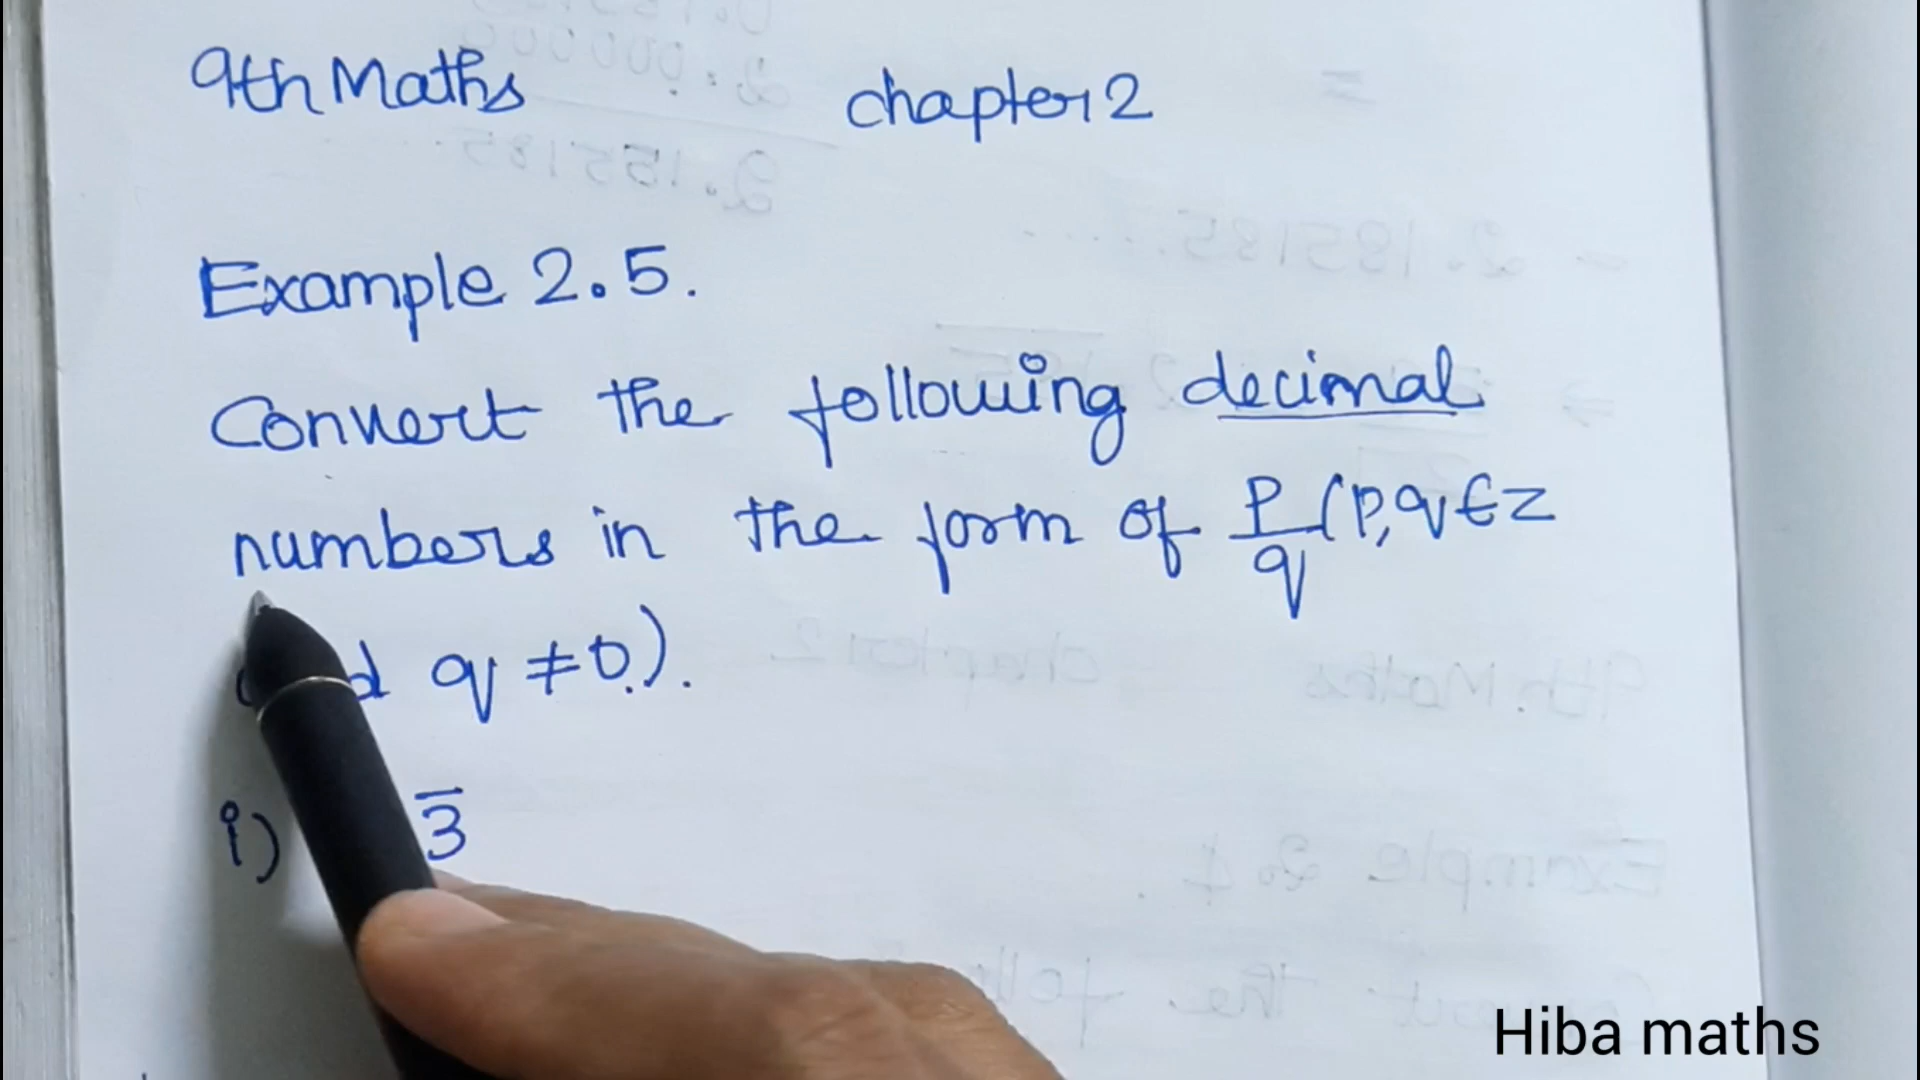 9th Maths chapter 2
Example 2.5.
Convert the following decimal
numbers in the form of P/q (P, q ∈ Z
q ≠ 0.).
i) 3̅
Hiba maths